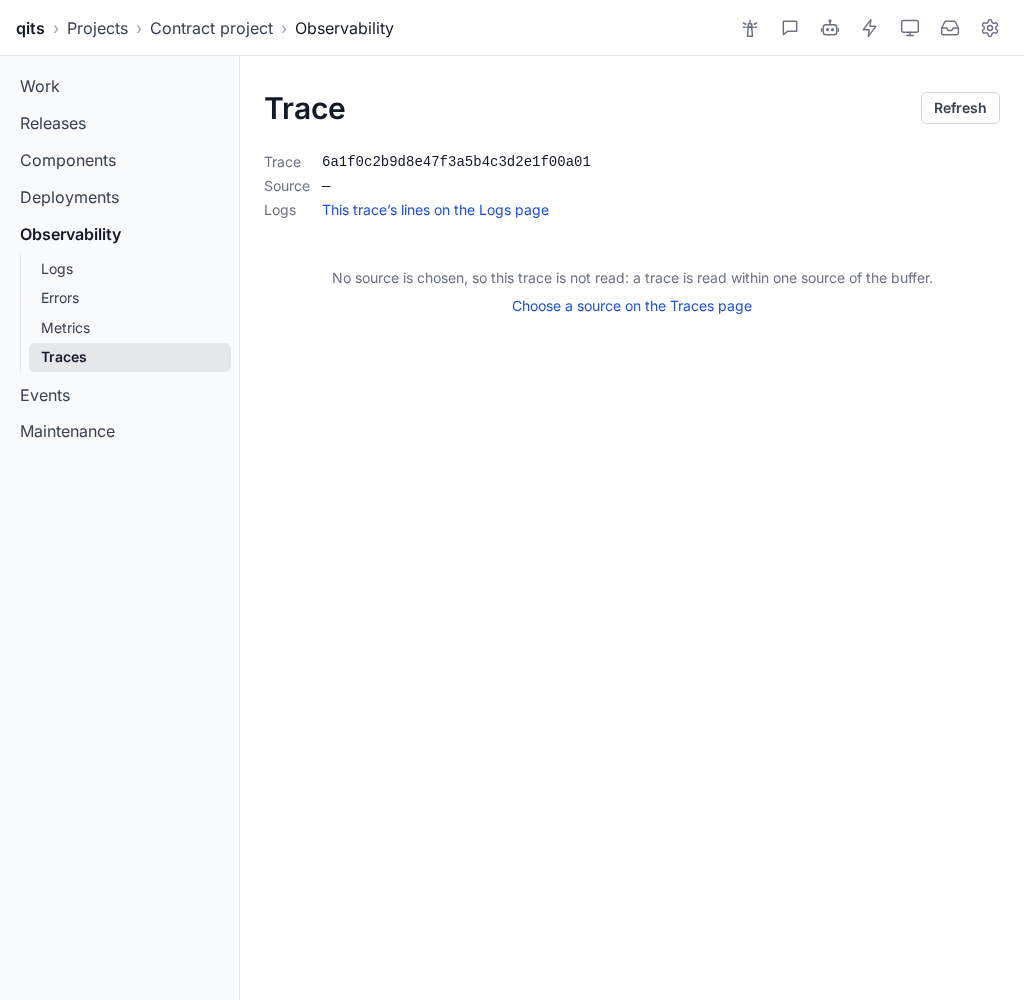 qits › Projects › Contract project › Observability
Work
Releases
Components
Deployments
Observability
Logs
Errors
Metrics
Traces
Events
Maintenance
Trace
Refresh
Trace 6a1f0c2b9d8e47f3a5b4c3d2e1f00a01
Source —
Logs This trace’s lines on the Logs page
No source is chosen, so this trace is not read: a trace is read within one source of the buffer.
Choose a source on the Traces page